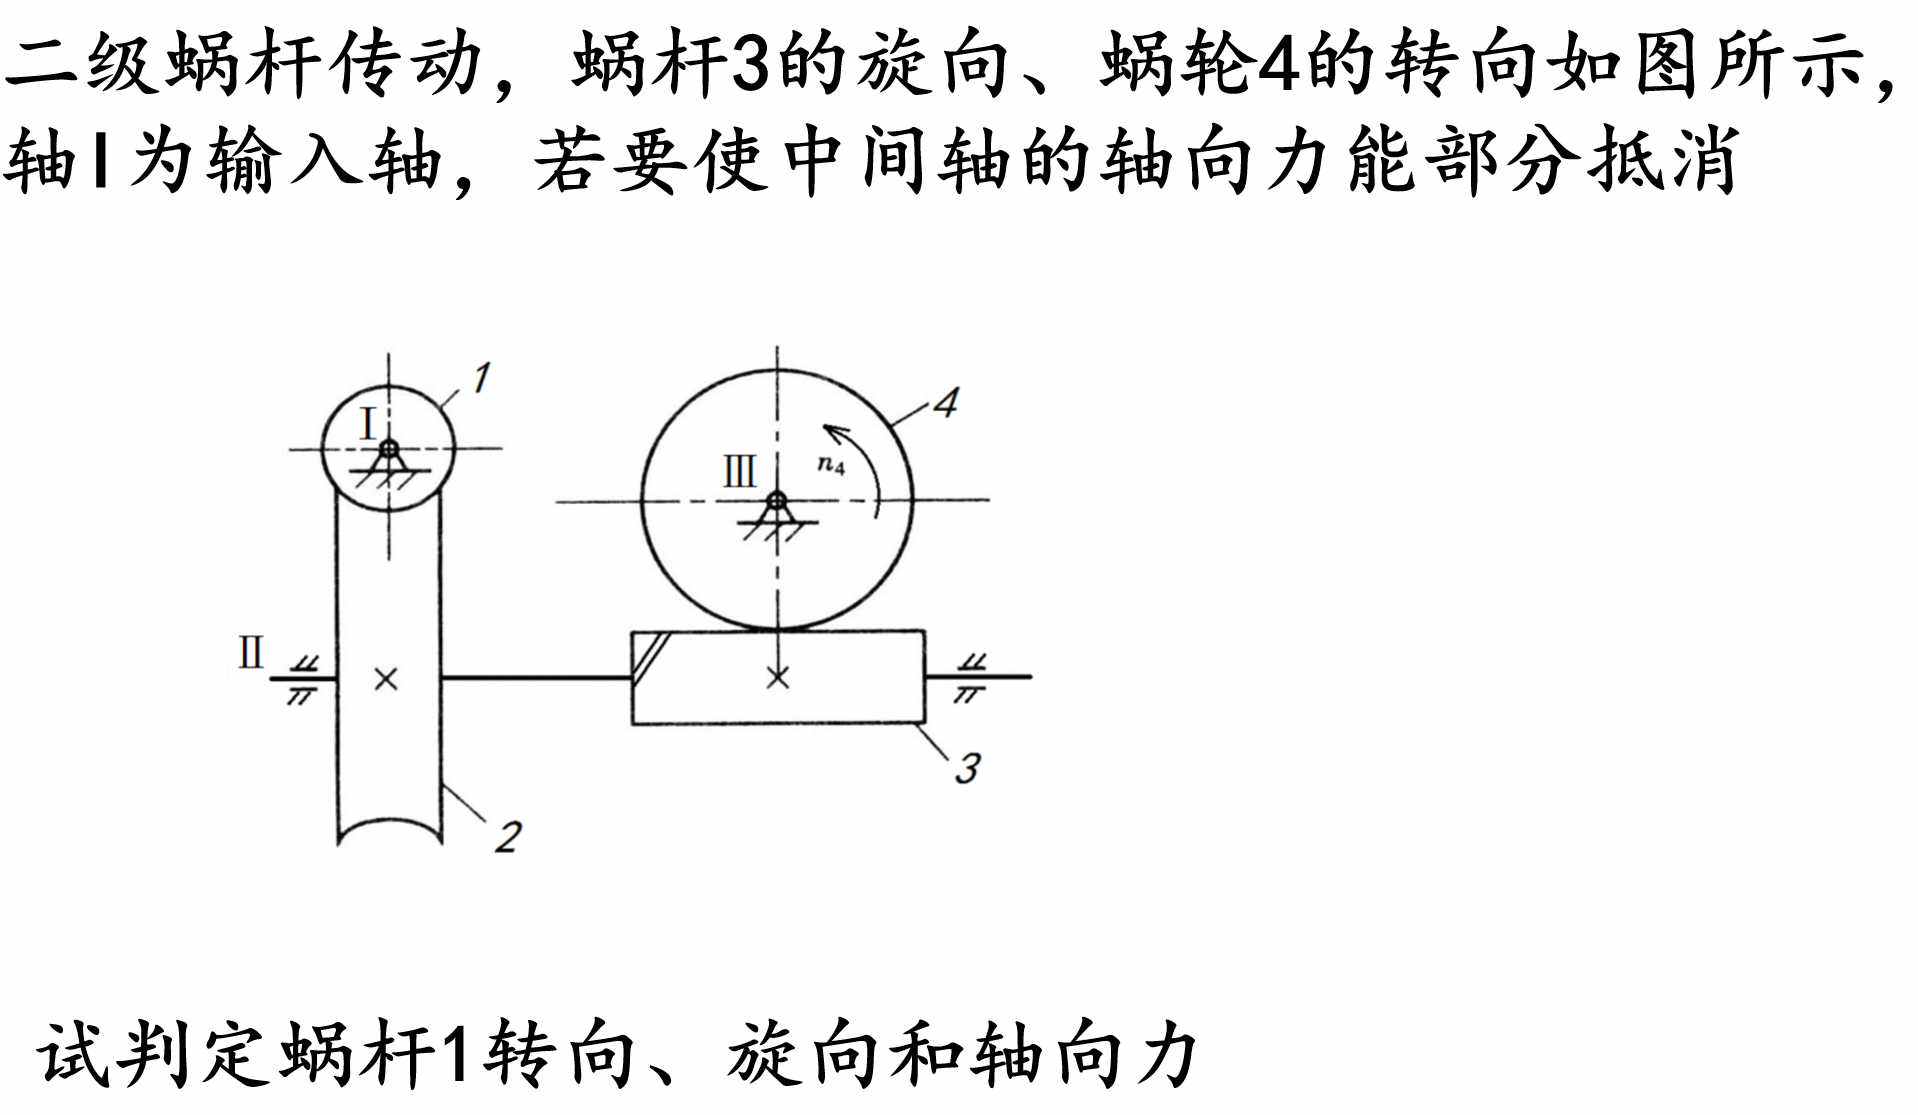 二级蜗杆传动，蜗杆3的旋向、蜗轮4的转向如图所示，
轴I为输入轴，若要使中间轴的轴向力能部分抵消
1
I
4
n₄
III
II
3
2
试判定蜗杆1转向、旋向和轴向力